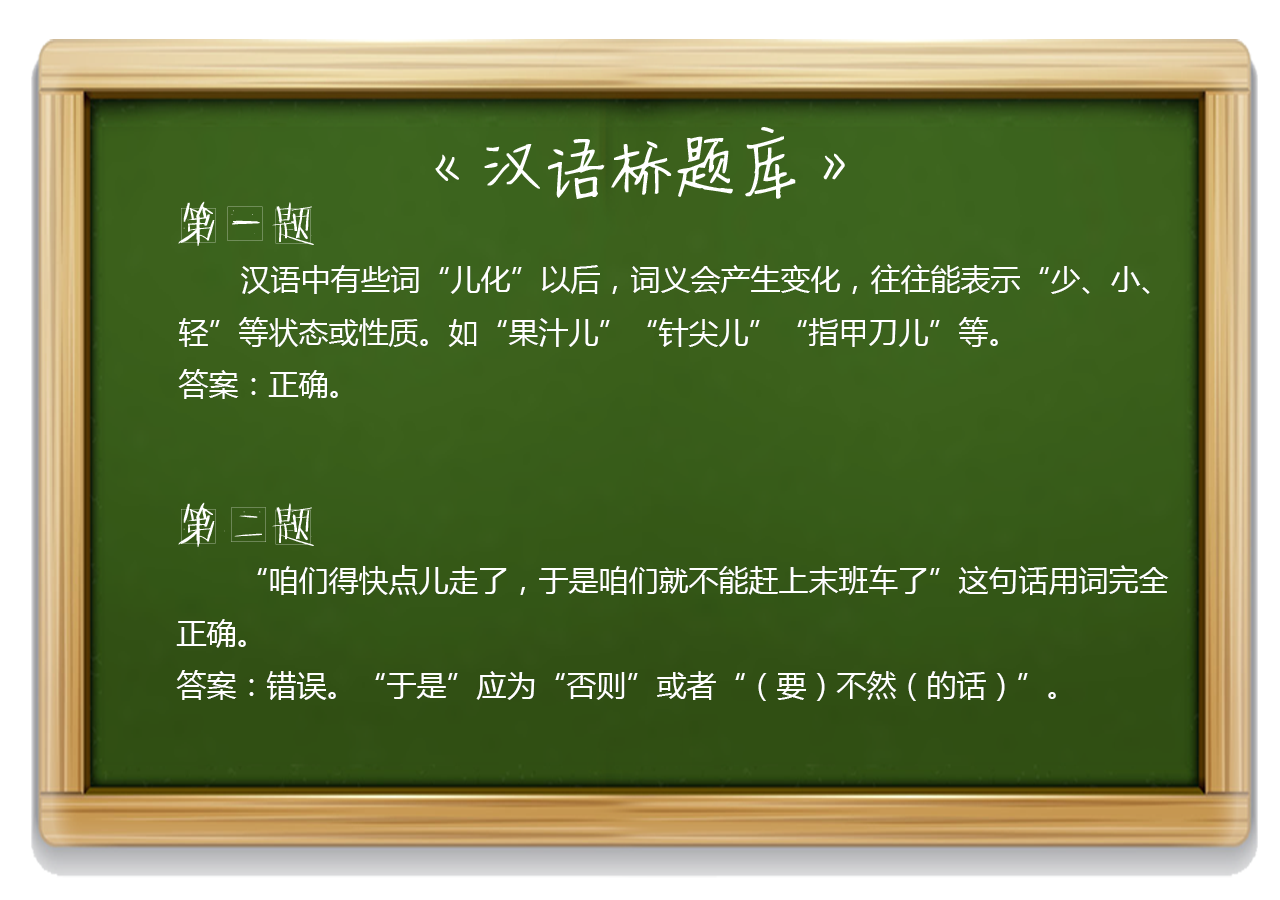 《汉语桥题库》
第一题
汉语中有些词“儿化”以后，词义会产生变化，往往能表示“少、小、
轻”等状态或性质。如“果汁儿”“针尖儿”“指甲刀儿”等。
答案：正确。
第二题
“咱们得快点儿走了，于是咱们就不能赶上末班车了”这句话用词完全
正确。
答案：错误。“于是”应为“否则”或者“（要）不然（的话）”。